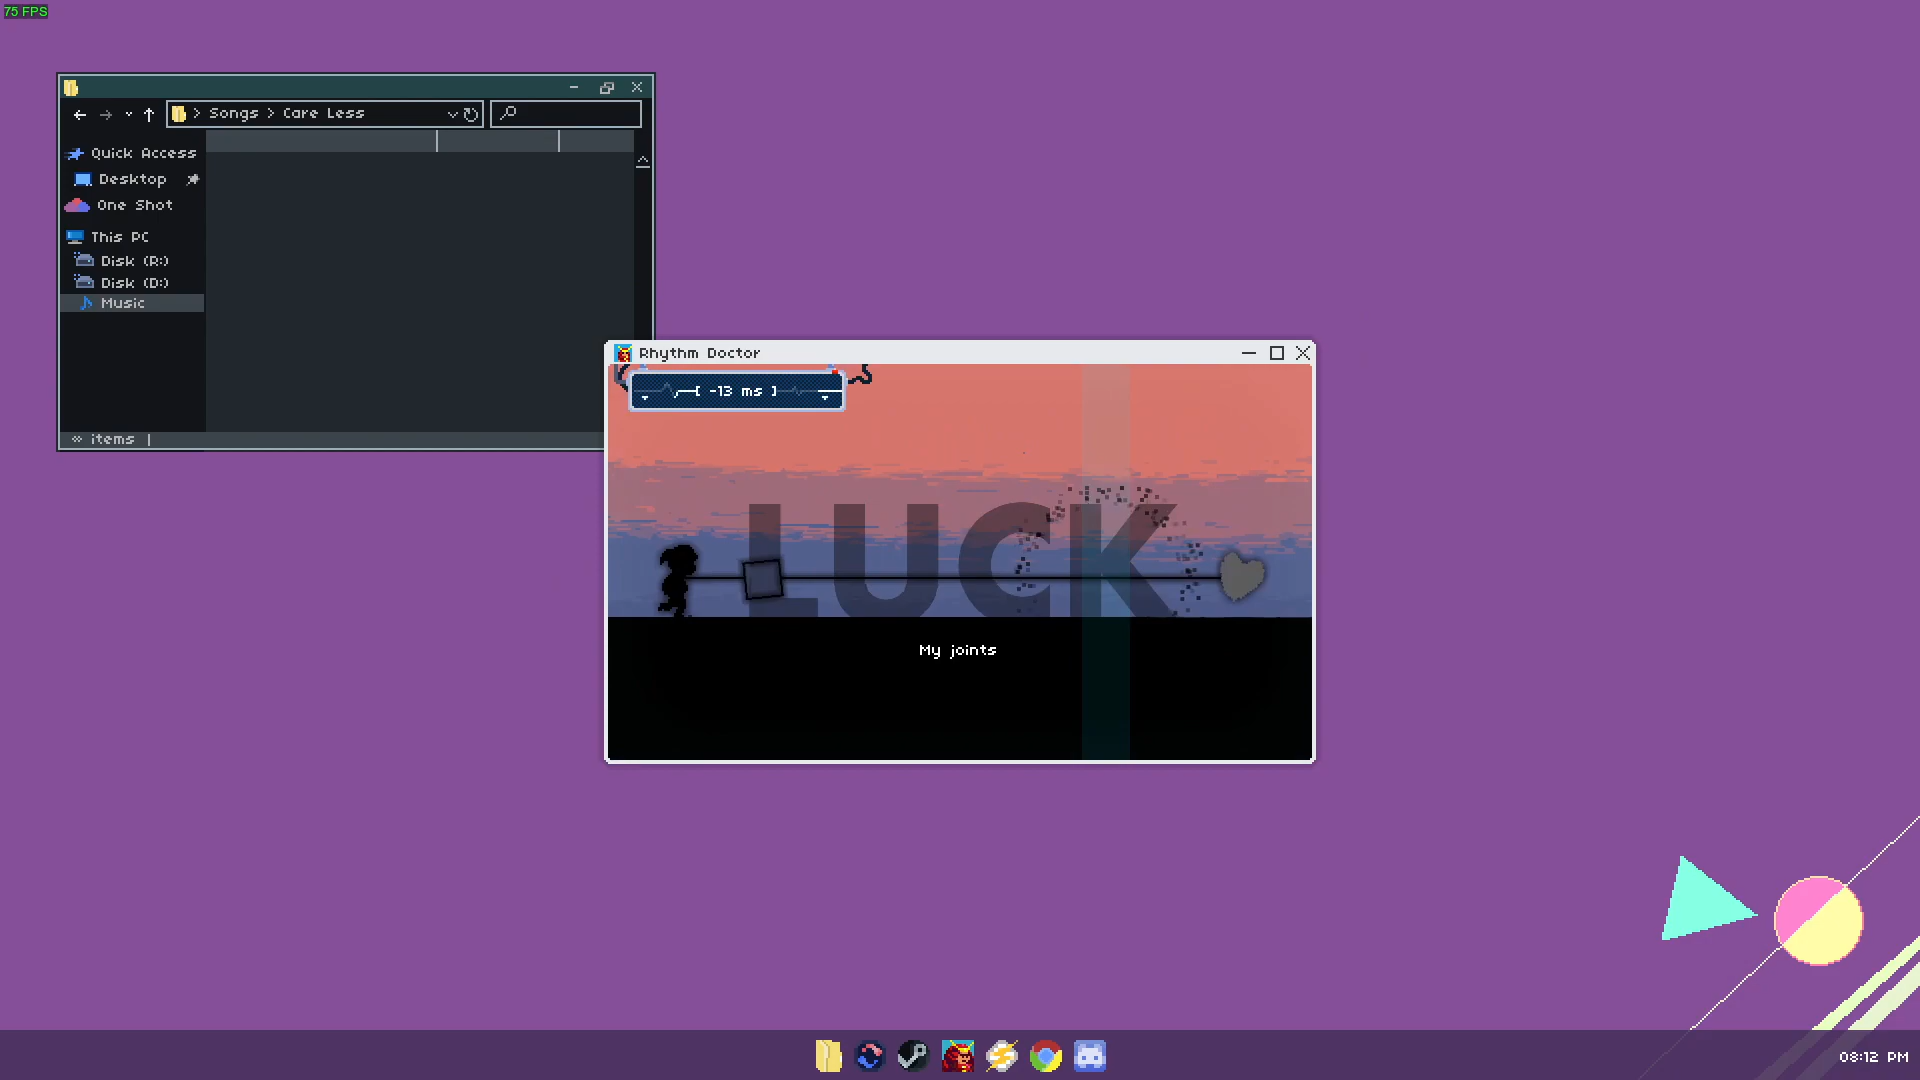 75 FPS
> Songs > Care Less
Quick Access
Desktop
One Shot
This PC
Disk (R:)
Disk (D:)
Music
∞ items |
Rhythm Doctor
[ -13 ms ]
LUCK
My joints
08:12 PM